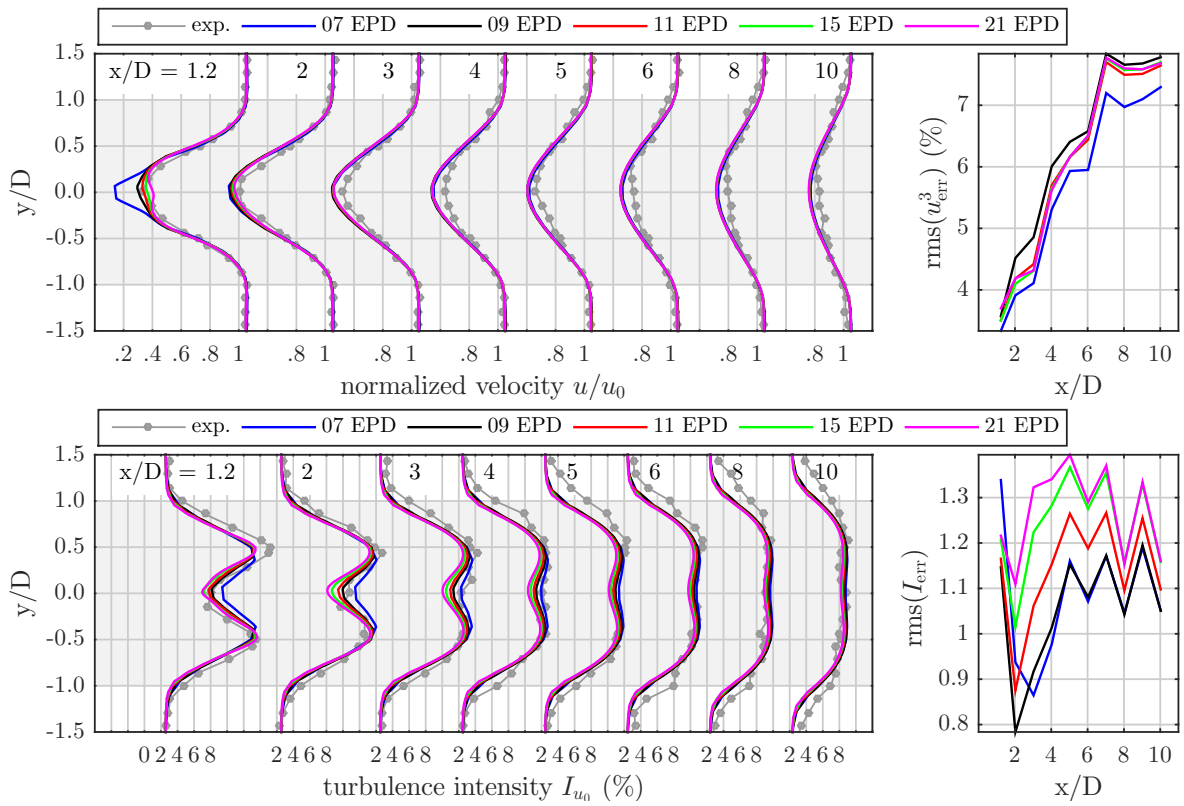 exp. 07 EPD 09 EPD 11 EPD 15 EPD 21 EPD
1.5
1.0
0.5
0.0
-0.5
-1.0
-1.5
y/D
x/D = 1.2 2 3 4 5 6 8 10
.2 .4 .6 .8 1 .8 1 .8 1 .8 1 .8 1 .8 1 .8 1 .8 1
normalized velocity u/u₀
7
6
5
4
rms(u³err) (%)
2 4 6 8 10
x/D
exp. 07 EPD 09 EPD 11 EPD 15 EPD 21 EPD
1.5
1.0
0.5
0.0
-0.5
-1.0
-1.5
y/D
x/D = 1.2 2 3 4 5 6 8 10
0 2 4 6 8 2 4 6 8 2 4 6 8 2 4 6 8 2 4 6 8 2 4 6 8 2 4 6 8 2 4 6 8
turbulence intensity Iu₀ (%)
1.3
1.2
1.1
1
0.9
0.8
rms(Ierr)
2 4 6 8 10
x/D